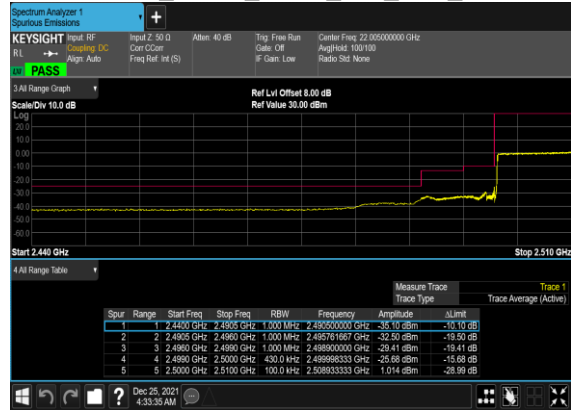 Spectrum Analyzer 1
Spurious Emissions
KEYSIGHT Input: RF Input Z: 50 Ω Atten: 40 dB Trig: Free Run Center Freq: 22.005000000 GHz
RL Coupling: DC Corr CCorr Gate: Off Avg|Hold: 100/100
Align: Auto Freq Ref: Int (S) IF Gain: Low Radio Std: None
PASS
3 All Range Graph
Ref Lvl Offset 8.00 dB
Scale/Div 10.0 dB Ref Value 30.00 dBm
Log
20.0
10.0
0.00
-10.0
-20.0
-30.0
-40.0
-50.0
-60.0
Start 2.440 GHz Stop 2.510 GHz
4 All Range Table
Measure Trace Trace 1
Trace Type Trace Average (Active)
Spur Range Start Freq Stop Freq RBW Frequency Amplitude ΔLimit
1 1 2.4400 GHz 2.4905 GHz 1.000 MHz 2.490500000 GHz -35.10 dBm -10.10 dB
2 2 2.4905 GHz 2.4960 GHz 1.000 MHz 2.495761667 GHz -32.50 dBm -19.50 dB
3 3 2.4960 GHz 2.4990 GHz 1.000 MHz 2.498900000 GHz -29.41 dBm -19.41 dB
4 4 2.4990 GHz 2.5000 GHz 430.0 kHz 2.499998333 GHz -25.68 dBm -15.68 dB
5 5 2.5000 GHz 2.5100 GHz 100.0 kHz 2.508933333 GHz 1.014 dBm -28.99 dB
Dec 25, 2021
4:33:35 AM